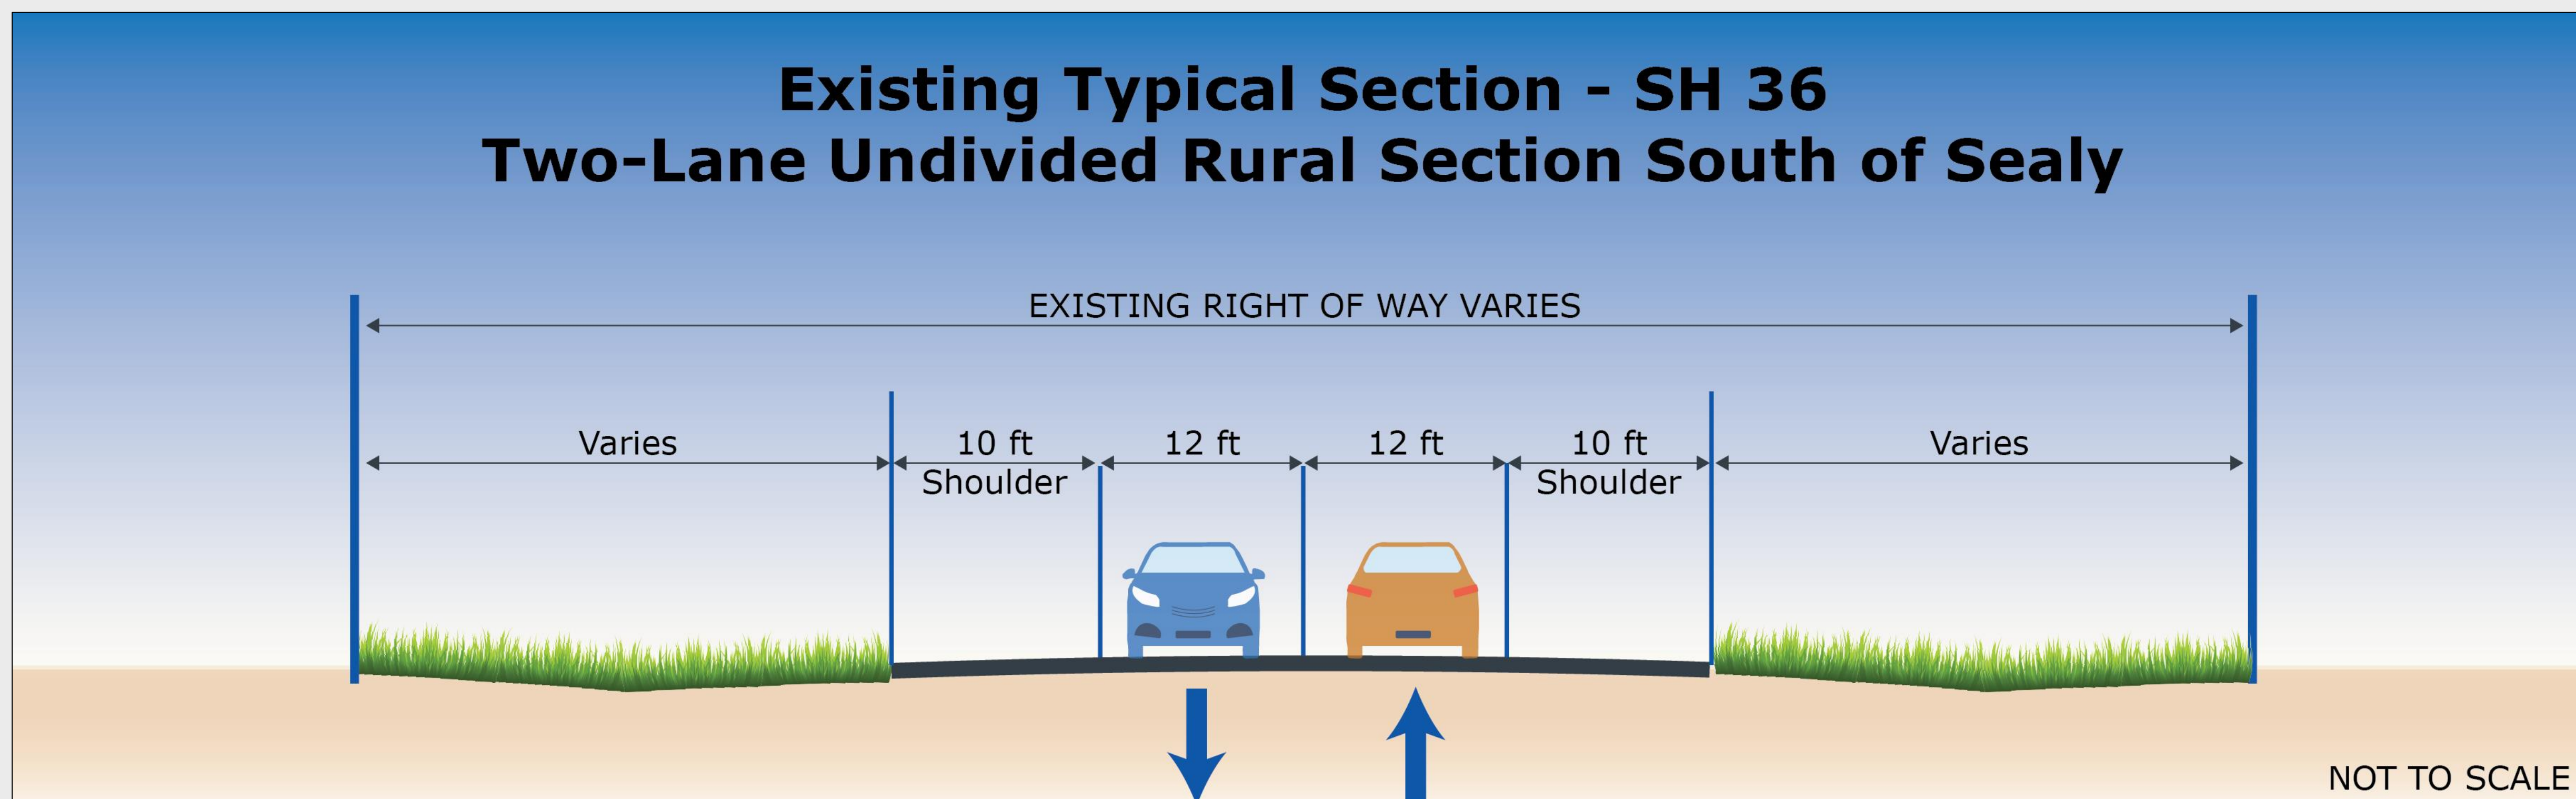 Existing Typical Section - SH 36
Two-Lane Undivided Rural Section South of Sealy
EXISTING RIGHT OF WAY VARIES
Varies
10 ft
Shoulder
12 ft
12 ft
10 ft
Shoulder
Varies
NOT TO SCALE